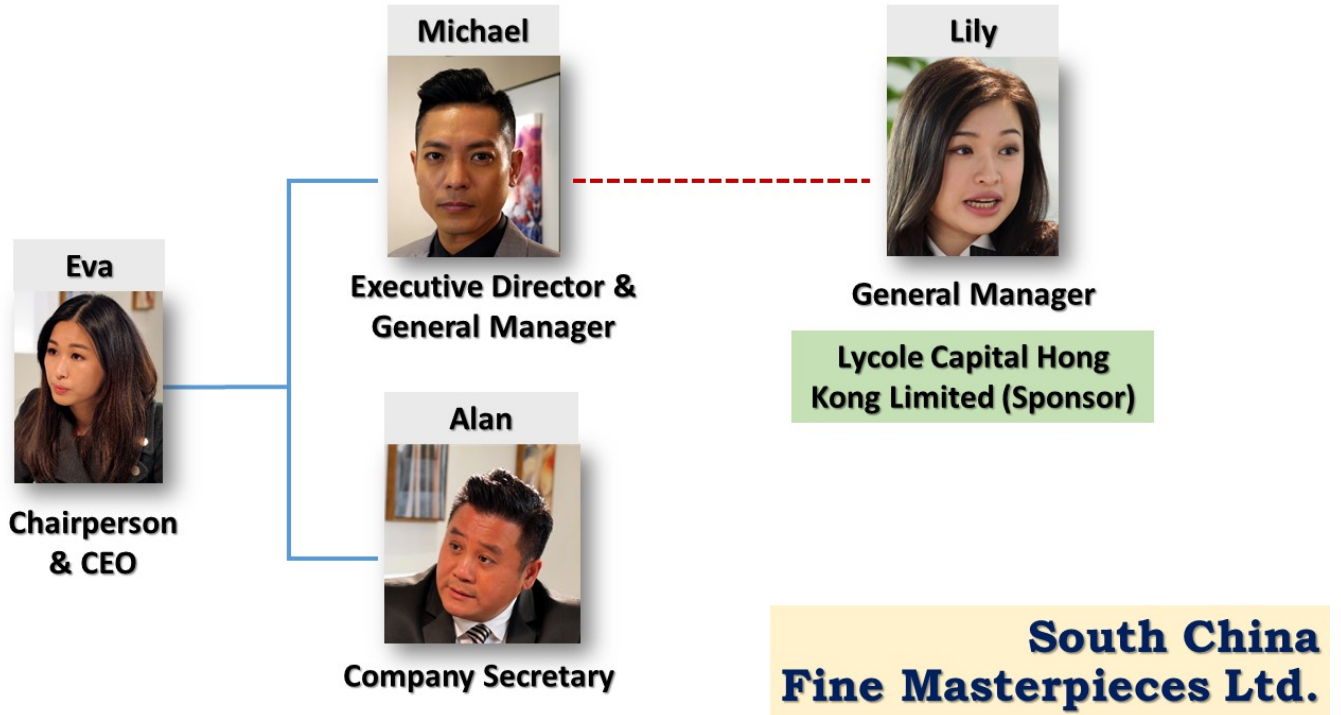 Michael
Executive Director &
General Manager
Lily
General Manager
Lycole Capital Hong
Kong Limited (Sponsor)
Eva
Chairperson
& CEO
Alan
Company Secretary
South China
Fine Masterpieces Ltd.